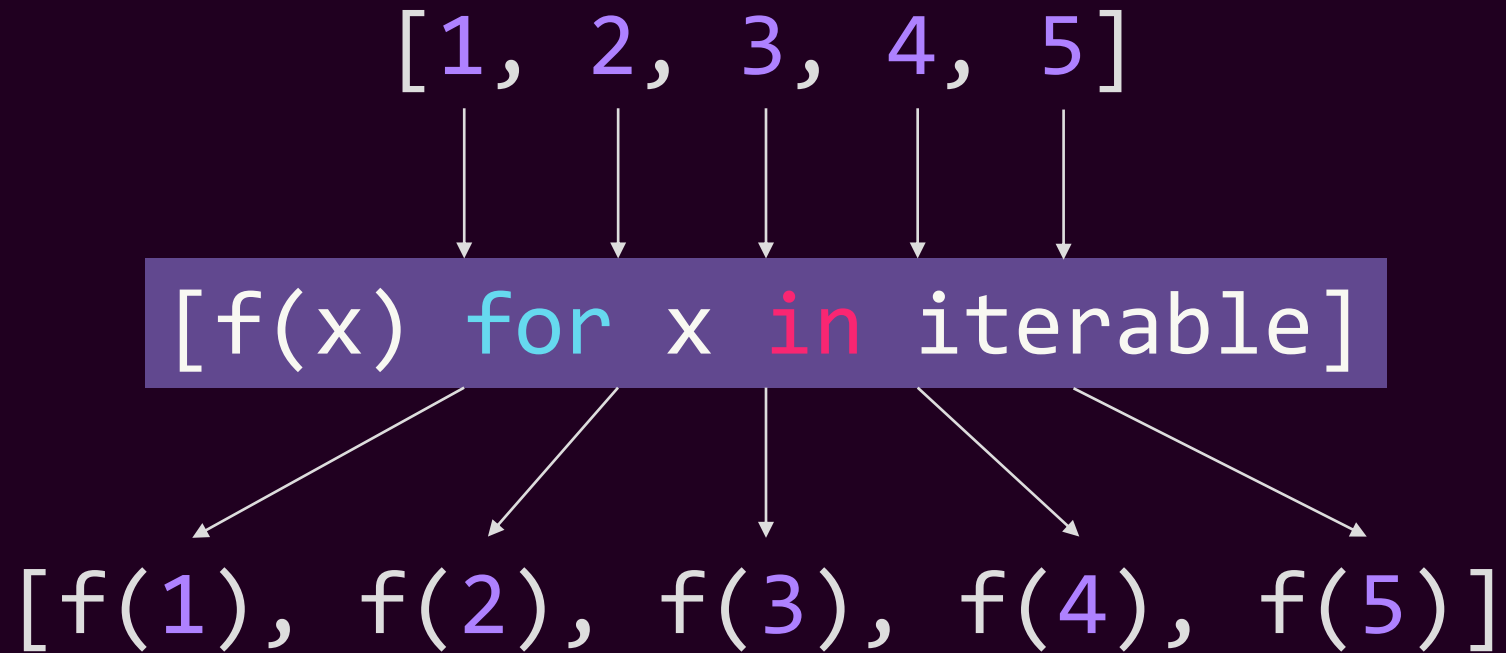 [1, 2, 3, 4, 5]
[f(x) for x in iterable]
[f(1), f(2), f(3), f(4), f(5)]